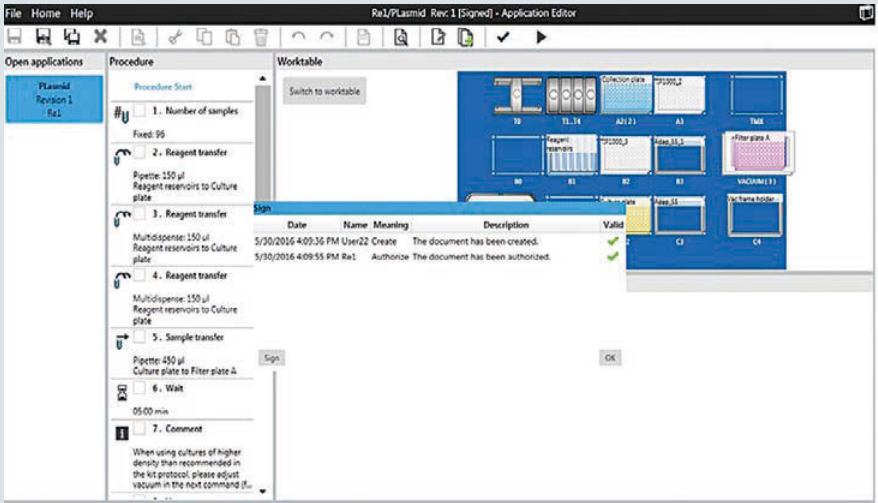 File Home Help
Re1/PLasmid Rev: 1 [Signed] - Application Editor
Open applications
Procedure
Worktable
PLasmid
Revision 1
Re1
Procedure Start
1. Number of samples
Fixed: 96
2. Reagent transfer
Pipette: 150 µl
Reagent reservoirs to Culture
plate
3. Reagent transfer
Multidispense: 150 µl
Reagent reservoirs to Culture
plate
4. Reagent transfer
Multidispense: 150 µl
Reagent reservoirs to Culture
plate
5. Sample transfer
Pipette: 450 µl
Culture plate to Filter plate A
6. Wait
05:00 min
7. Comment
When using cultures of higher
density than recommended in
the kit protocol, please adjust
vacuum in the next command (f...
Switch to worktable
Collection plate
TIP1000_2
T0
T1..T4
A2(2)
A3
TMX
Reagent
reservoirs
TIP1000_3
Adep_SS_1
Filter plate A
B0
B1
B2
B3
VACUUM(3)
Culture plate
Adep_SS
Vac frame holder
2
C3
C4
Sign
Date Name Meaning Description Valid
5/30/2016 4:09:36 PM User22 Create The document has been created.
5/30/2016 4:09:55 PM Re1 Authorize The document has been authorized.
Sign
OK